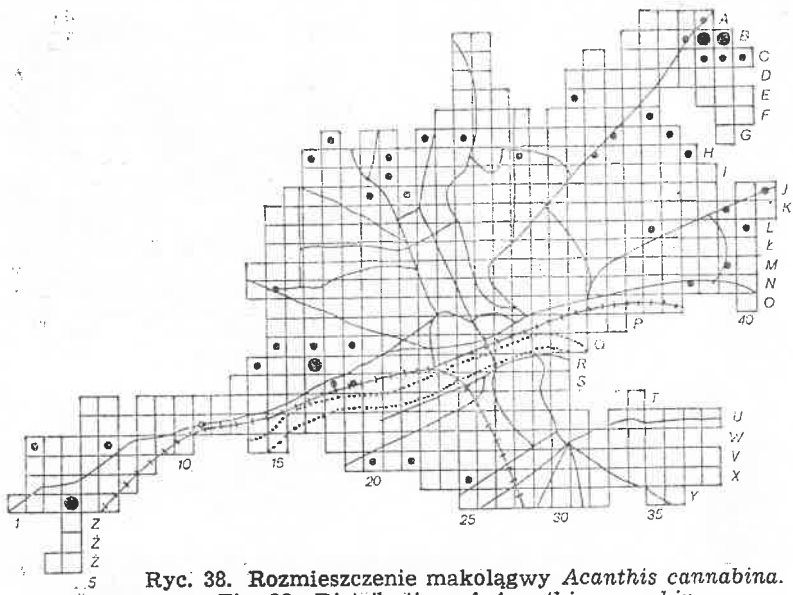 A
B
C
D
E
F
G
H
I
J
K
L
Ł
M
N
O
40
P
Q
R
S
T
U
W
V
X
Y
10
15
20
25
30
35
1
Z
Ż
Ź
5
Ryc. 38. Rozmieszczenie makolągwy Acanthis cannabina.